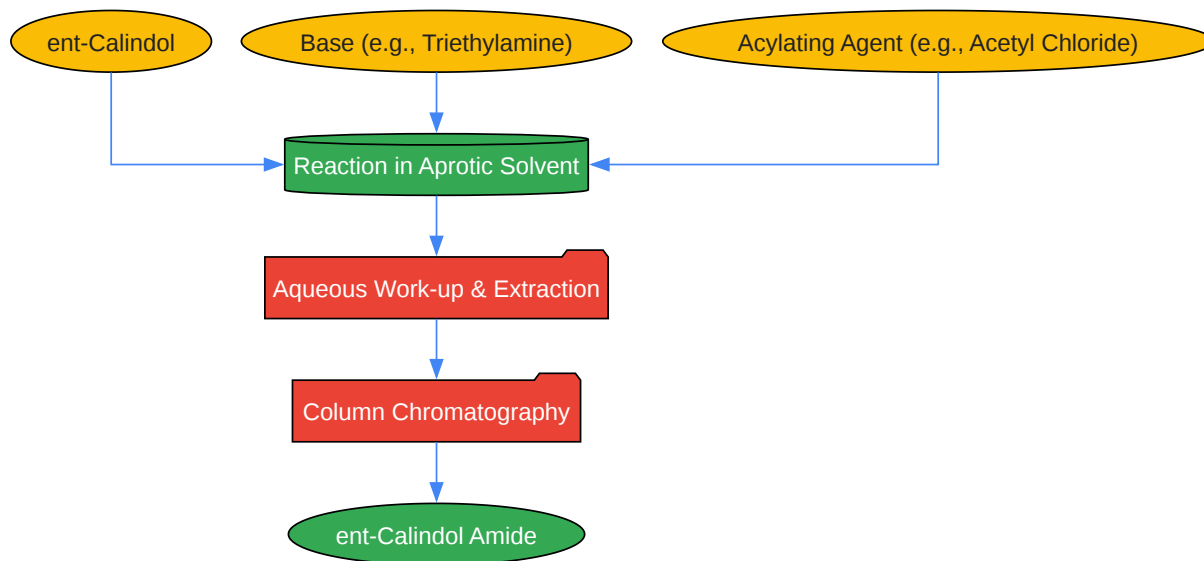 ent-Calindol
Base (e.g., Triethylamine)
Acylating Agent (e.g., Acetyl Chloride)
Reaction in Aprotic Solvent
Aqueous Work-up & Extraction
Column Chromatography
ent-Calindol Amide